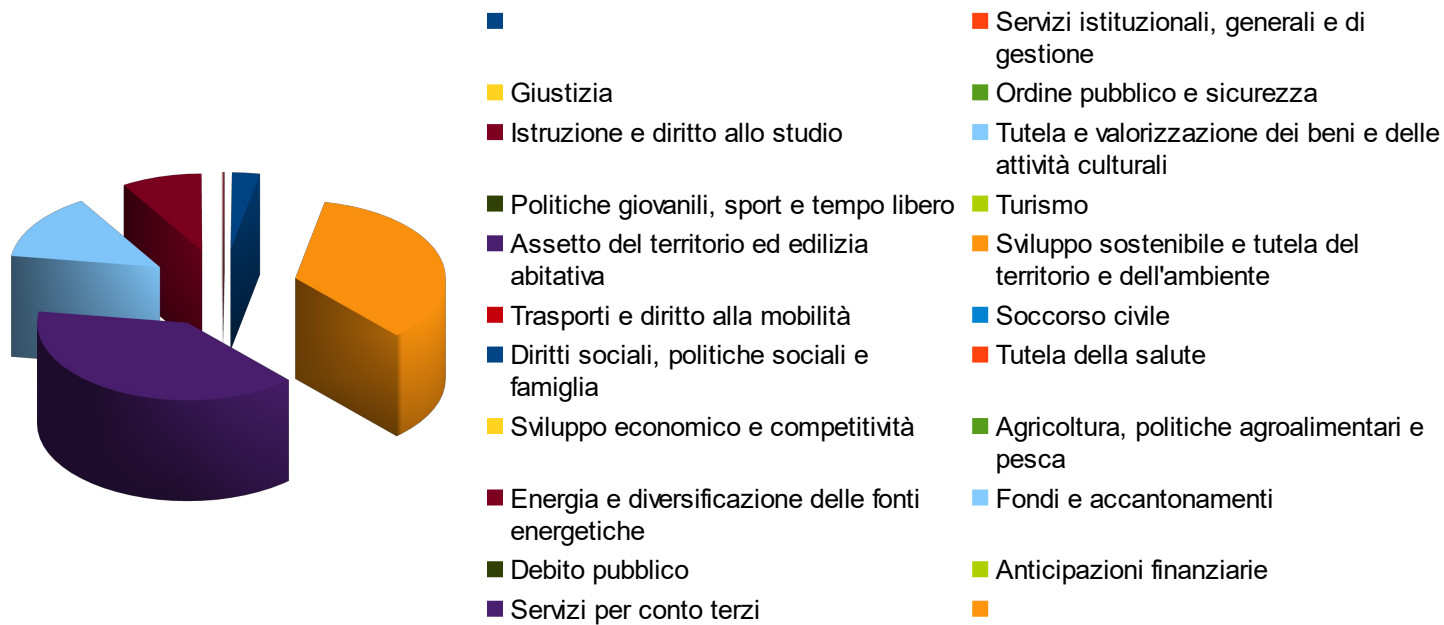 Servizi istituzionali, generali e di
gestione
Giustizia
Ordine pubblico e sicurezza
Istruzione e diritto allo studio
Tutela e valorizzazione dei beni e delle
attività culturali
Politiche giovanili, sport e tempo libero
Turismo
Assetto del territorio ed edilizia
abitativa
Sviluppo sostenibile e tutela del
territorio e dell'ambiente
Trasporti e diritto alla mobilità
Soccorso civile
Diritti sociali, politiche sociali e
famiglia
Tutela della salute
Sviluppo economico e competitività
Agricoltura, politiche agroalimentari e
pesca
Energia e diversificazione delle fonti
energetiche
Fondi e accantonamenti
Debito pubblico
Anticipazioni finanziarie
Servizi per conto terzi